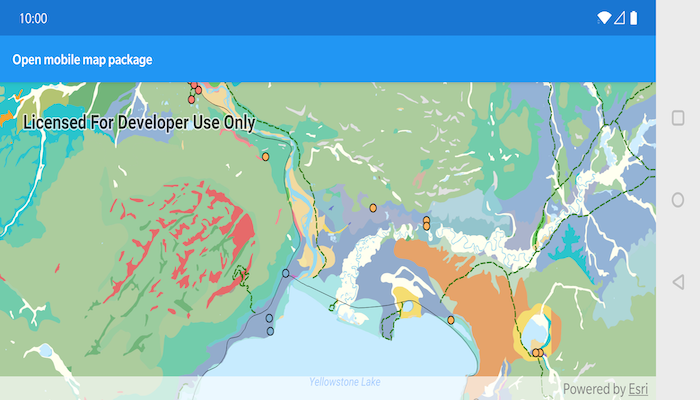 10:00
Open mobile map package
Licensed For Developer Use Only
Yellowstone Lake
Powered by Esri